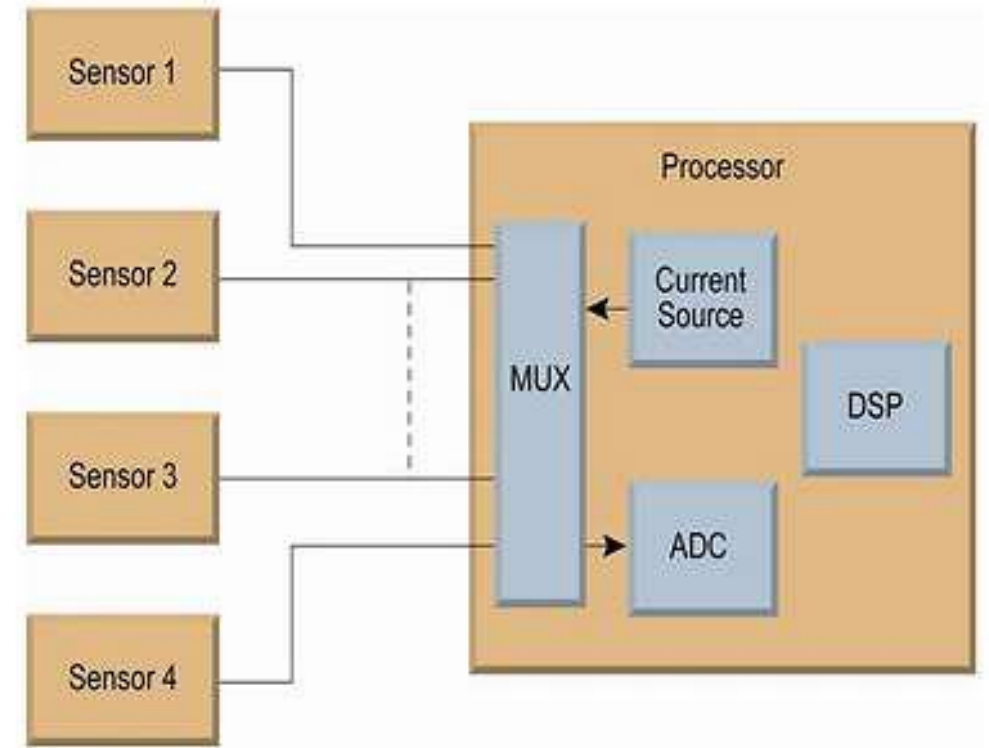 Sensor 1
Sensor 2
Sensor 3
Sensor 4
Processor
MUX
Current
Source
DSP
ADC